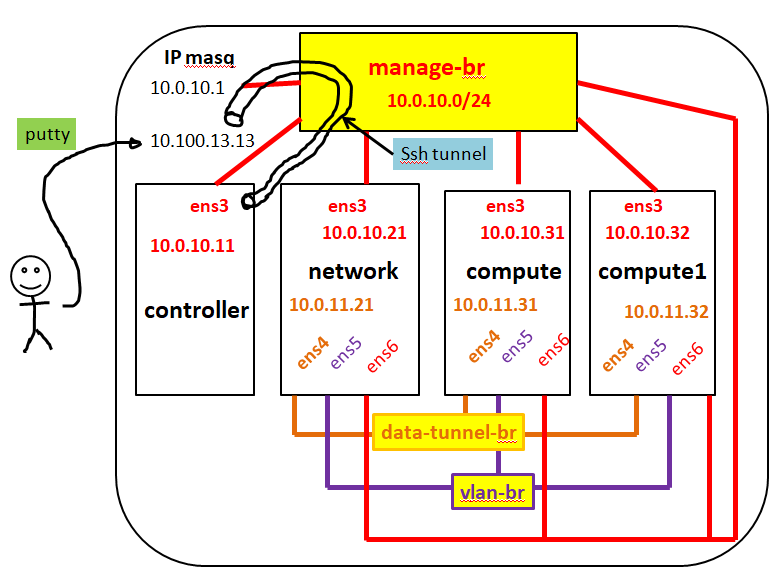 IP masq
10.0.10.1
10.100.13.13
manage-br
10.0.10.0/24
putty
Ssh tunnel
ens3
10.0.10.11
controller
ens3
10.0.10.21
network
10.0.11.21
ens4
ens5
ens6
ens3
10.0.10.31
compute
10.0.11.31
ens4
ens5
ens6
ens3
10.0.10.32
compute1
10.0.11.32
ens4
ens5
ens6
data-tunnel-br
vlan-br